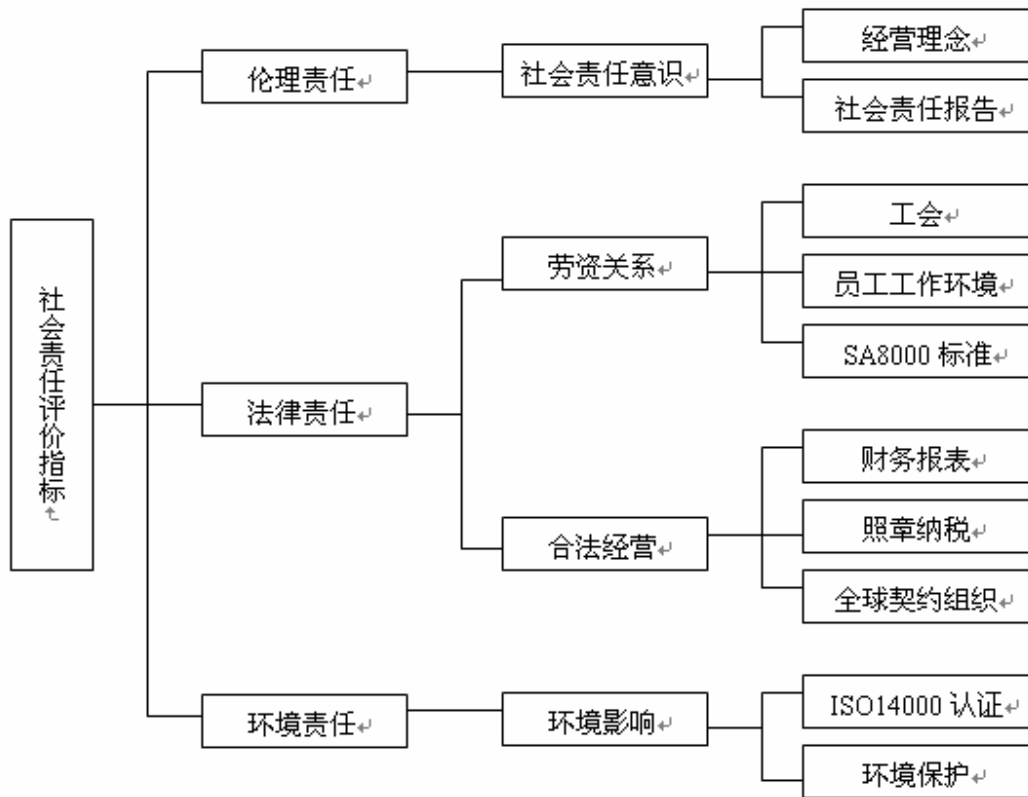 社会责任评价指标
伦理责任
社会责任意识
经营理念
社会责任报告
法律责任
劳资关系
工会
员工工作环境
SA8000 标准
合法经营
财务报表
照章纳税
全球契约组织
环境责任
环境影响
ISO14000 认证
环境保护